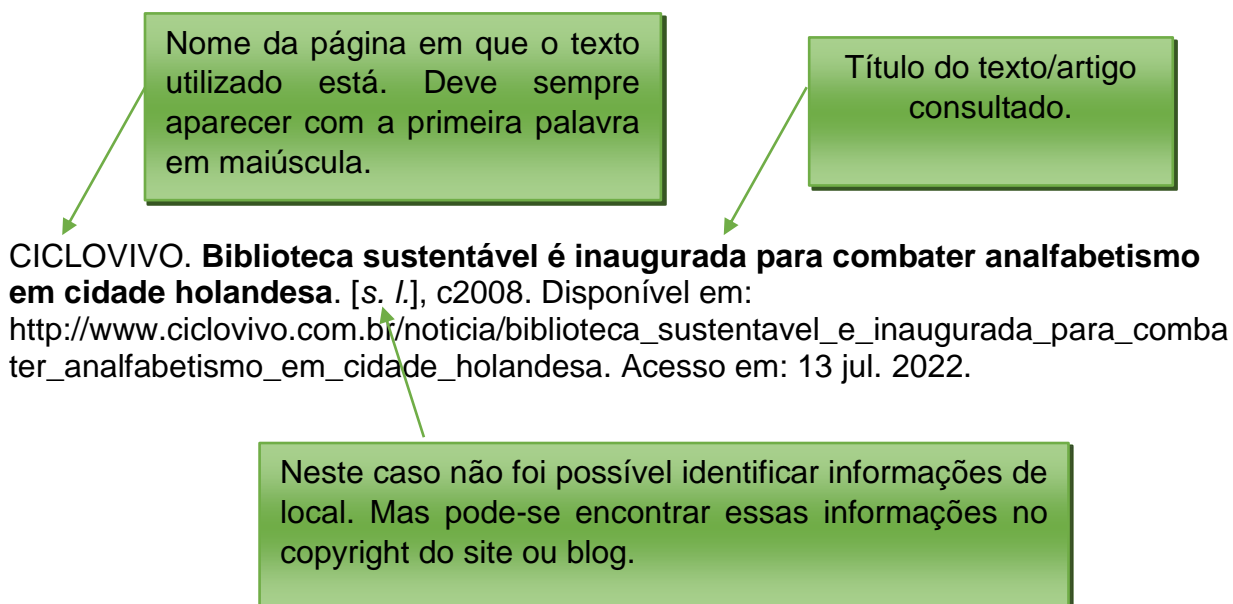 Nome da página em que o texto
utilizado está. Deve sempre
aparecer com a primeira palavra
em maiúscula.
Título do texto/artigo
consultado.
CICLOVIVO. Biblioteca sustentável é inaugurada para combater analfabetismo
em cidade holandesa. [s. l.], c2008. Disponível em:
http://www.ciclovivo.com.br/noticia/biblioteca_sustentavel_e_inaugurada_para_comba
ter_analfabetismo_em_cidade_holandesa. Acesso em: 13 jul. 2022.
Neste caso não foi possível identificar informações de
local. Mas pode-se encontrar essas informações no
copyright do site ou blog.